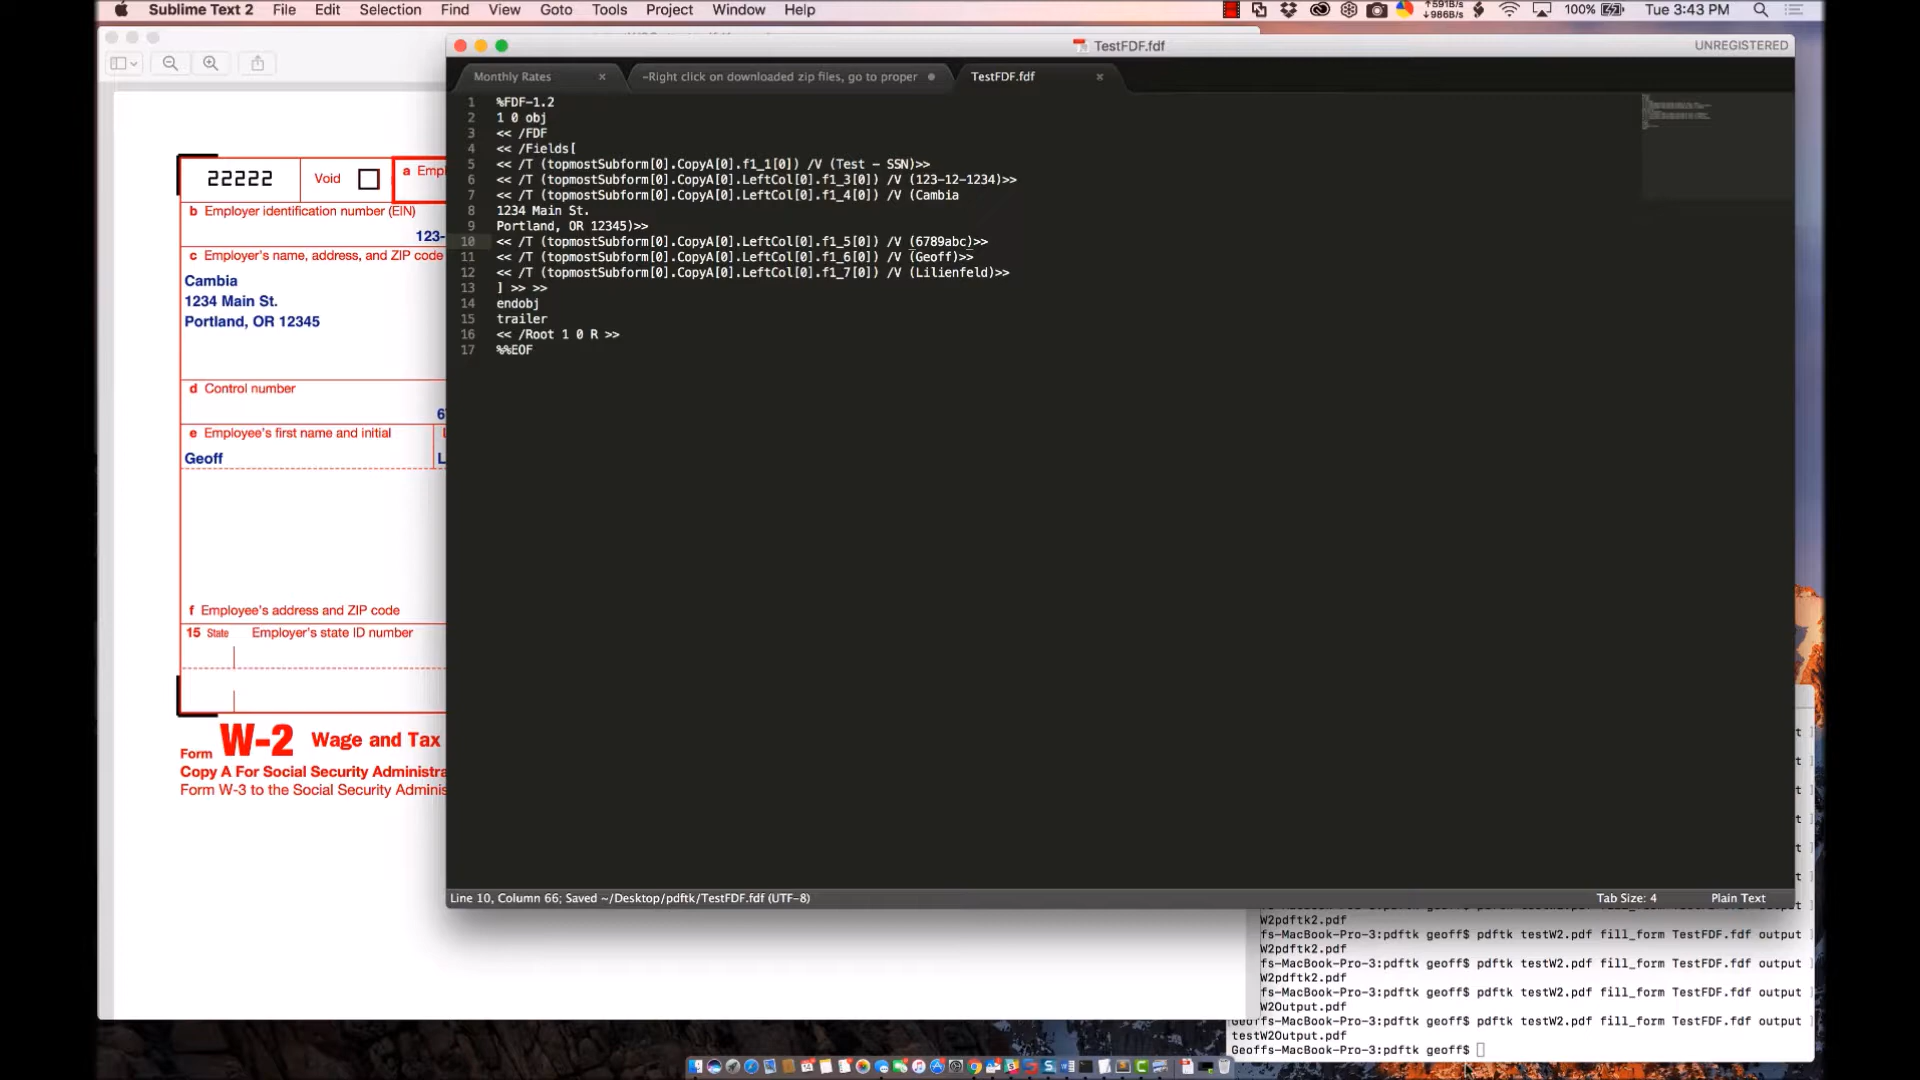 Sublime Text 2 File Edit Selection Find View Goto Tools Project Window Help
↑591B/s
↓986B/s
100%
Tue 3:43 PM
TestFDF.fdf
UNREGISTERED
Monthly Rates
-Right click on downloaded zip files, go to proper
TestFDF.fdf
1 %FDF-1.2
2 1 0 obj
3 << /FDF
4 << /Fields[
5 << /T (topmostSubform[0].CopyA[0].f1_1[0]) /V (Test - SSN)>>
6 << /T (topmostSubform[0].CopyA[0].LeftCol[0].f1_3[0]) /V (123-12-1234)>>
7 << /T (topmostSubform[0].CopyA[0].LeftCol[0].f1_4[0]) /V (Cambia
8 1234 Main St.
9 Portland, OR 12345)>>
10 << /T (topmostSubform[0].CopyA[0].LeftCol[0].f1_5[0]) /V (6789abc)>>
11 << /T (topmostSubform[0].CopyA[0].LeftCol[0].f1_6[0]) /V (Geoff)>>
12 << /T (topmostSubform[0].CopyA[0].LeftCol[0].f1_7[0]) /V (Lilienfeld)>>
13 ] >> >>
14 endobj
15 trailer
16 << /Root 1 0 R >>
17 %%EOF
Line 10, Column 66; Saved ~/Desktop/pdftk/TestFDF.fdf (UTF-8)
Tab Size: 4
Plain Text
22222
Void
a Emp
b Employer identification number (EIN)
123-
c Employer's name, address, and ZIP code
Cambia
1234 Main St.
Portland, OR 12345
d Control number
6
e Employee's first name and initial
L
Geoff
L
f Employee's address and ZIP code
15 State Employer's state ID number
Form W-2 Wage and Tax
Copy A For Social Security Administra
Form W-3 to the Social Security Adminis
W2pdftk2.pdf
fs-MacBook-Pro-3:pdftk geoff$ pdftk testW2.pdf fill_form TestFDF.fdf output ]
W2pdftk2.pdf
fs-MacBook-Pro-3:pdftk geoff$ pdftk testW2.pdf fill_form TestFDF.fdf output ]
W2pdftk2.pdf
fs-MacBook-Pro-3:pdftk geoff$ pdftk testW2.pdf fill_form TestFDF.fdf output ]
W2Output.pdf
Geoffs-MacBook-Pro-3:pdftk geoff$ pdftk testW2.pdf fill_form TestFDF.fdf output ]
testW2Output.pdf
Geoffs-MacBook-Pro-3:pdftk geoff$